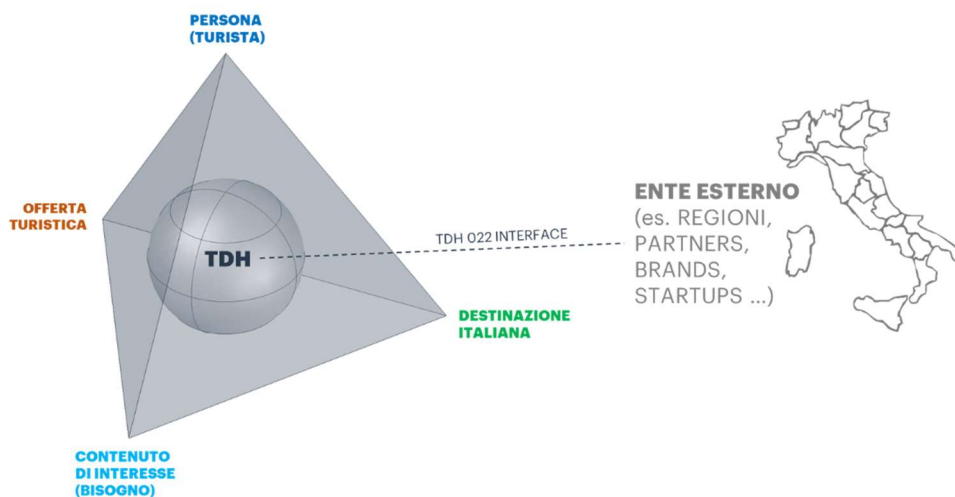 PERSONA
(TURISTA)
OFFERTA
TURISTICA
TDH
TDH 022 INTERFACE
ENTE ESTERNO
(es. REGIONI,
PARTNERS,
BRANDS,
STARTUPS ...)
DESTINAZIONE
ITALIANA
CONTENUTO
DI INTERESSE
(BISOGNO)